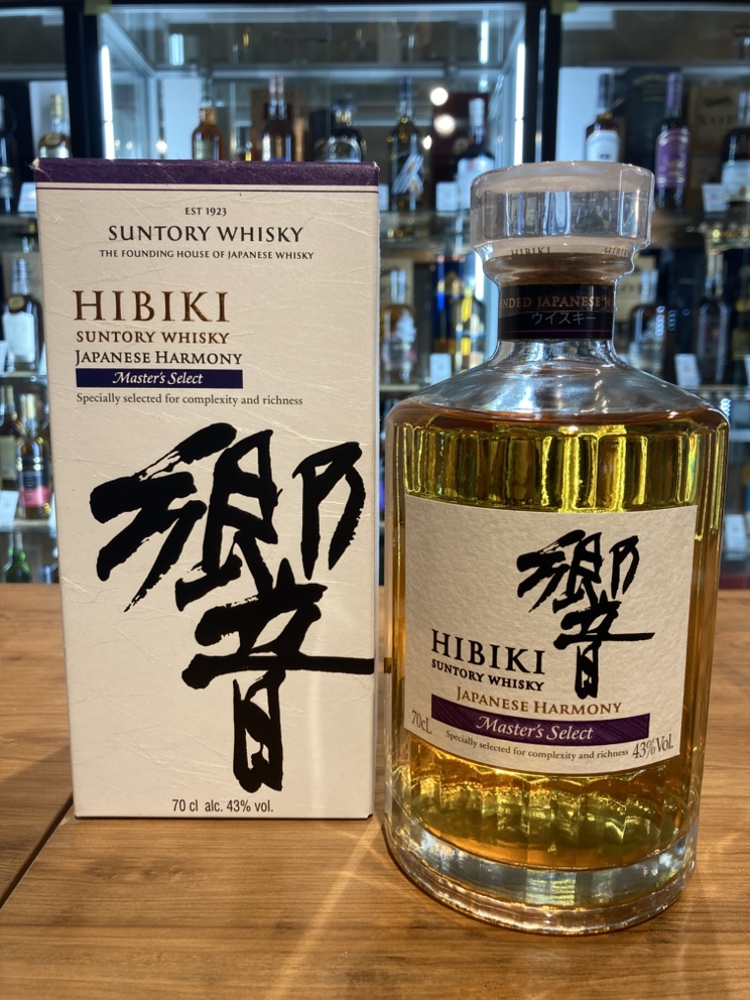 EST 1923
SUNTORY WHISKY
THE FOUNDING HOUSE OF JAPANESE WHISKY
HIBIKI
SUNTORY WHISKY
JAPANESE HARMONY
Master's Select
Specially selected for complexity and richness
響
70 cl alc. 43% vol.
HIBIKI
JAPANESE
ウイスキー
響
HIBIKI
SUNTORY WHISKY
JAPANESE HARMONY
70cL
Master's Select
Specially selected for complexity and richness
43%Vol.